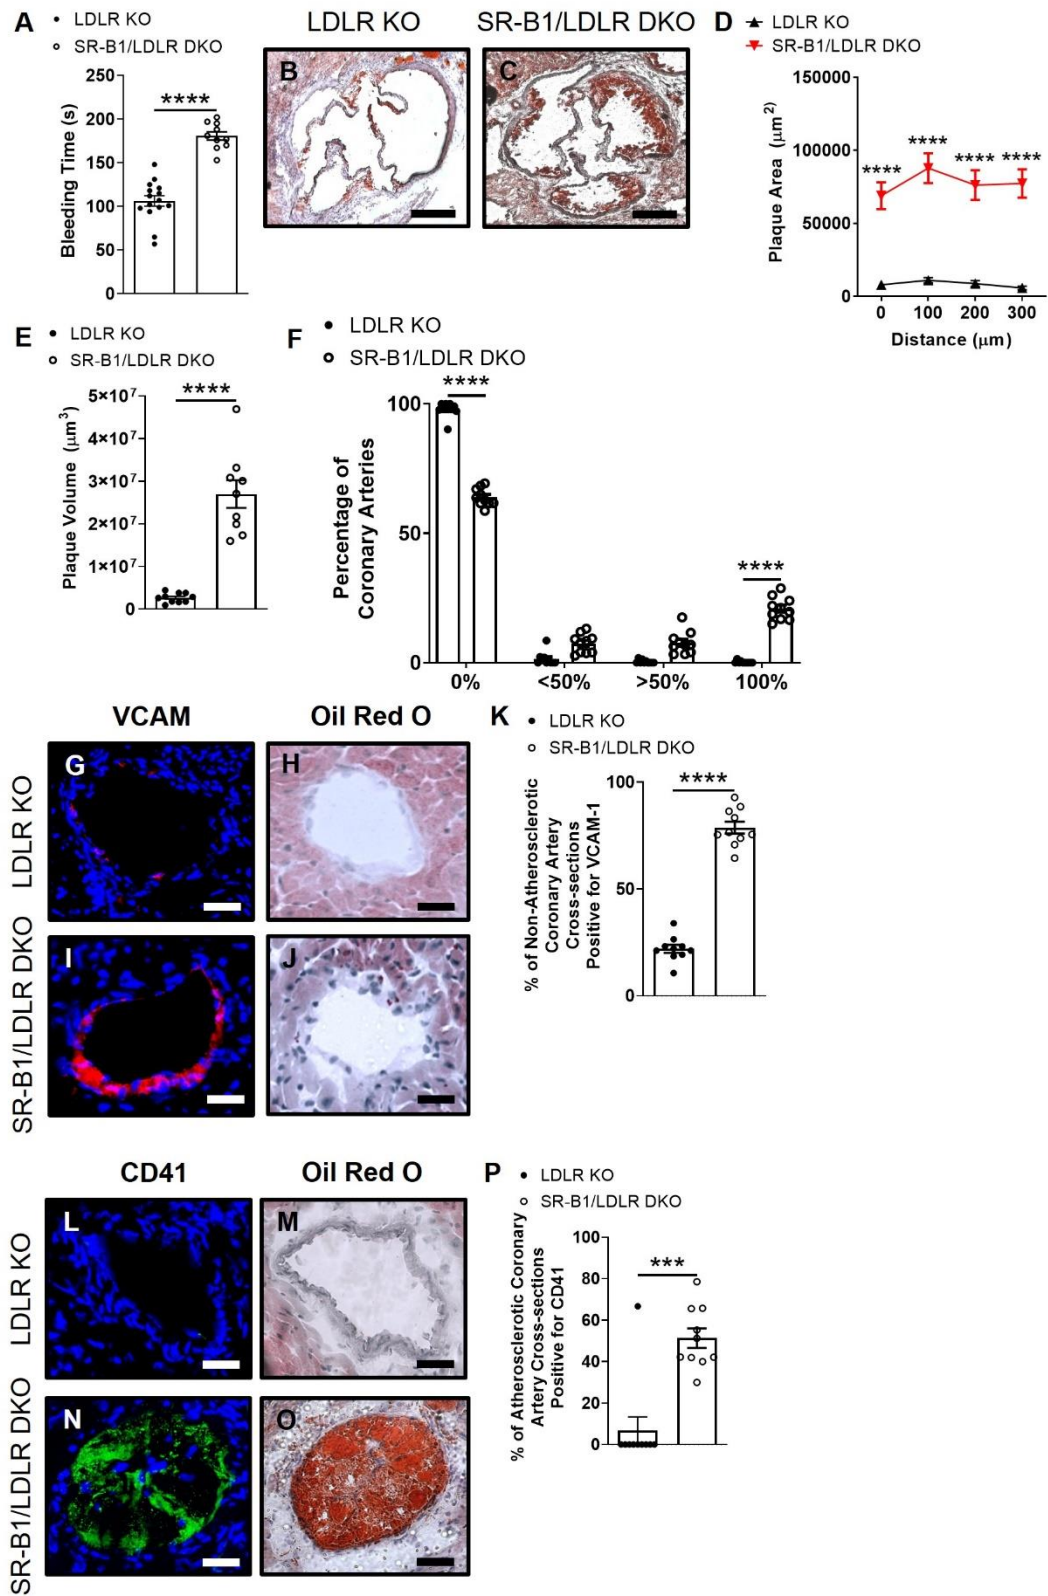 A
LDLR KO
SR-B1/LDLR DKO
****
Bleeding Time (s)
250
200
150
100
50
0
LDLR KO
SR-B1/LDLR DKO
B
C
D
LDLR KO
SR-B1/LDLR DKO
Plaque Area (μm²)
150000
100000
50000
0
****
****
****
****
0
100
200
300
Distance (μm)
E
LDLR KO
SR-B1/LDLR DKO
****
Plaque Volume (μm³)
5×10⁷
4×10⁷
3×10⁷
2×10⁷
1×10⁷
0
F
LDLR KO
SR-B1/LDLR DKO
****
****
Percentage of
Coronary Arteries
100
50
0
0%
<50%
>50%
100%
VCAM
Oil Red O
LDLR KO
G
H
SR-B1/LDLR DKO
I
J
K
LDLR KO
SR-B1/LDLR DKO
****
% of Non-Atherosclerotic
Coronary Artery
Cross-sections
Positive for VCAM-1
100
50
0
CD41
Oil Red O
LDLR KO
L
M
SR-B1/LDLR DKO
N
O
P
LDLR KO
SR-B1/LDLR DKO
***
% of Atherosclerotic Coronary
Artery Cross-sections
Positive for CD41
100
80
60
40
20
0